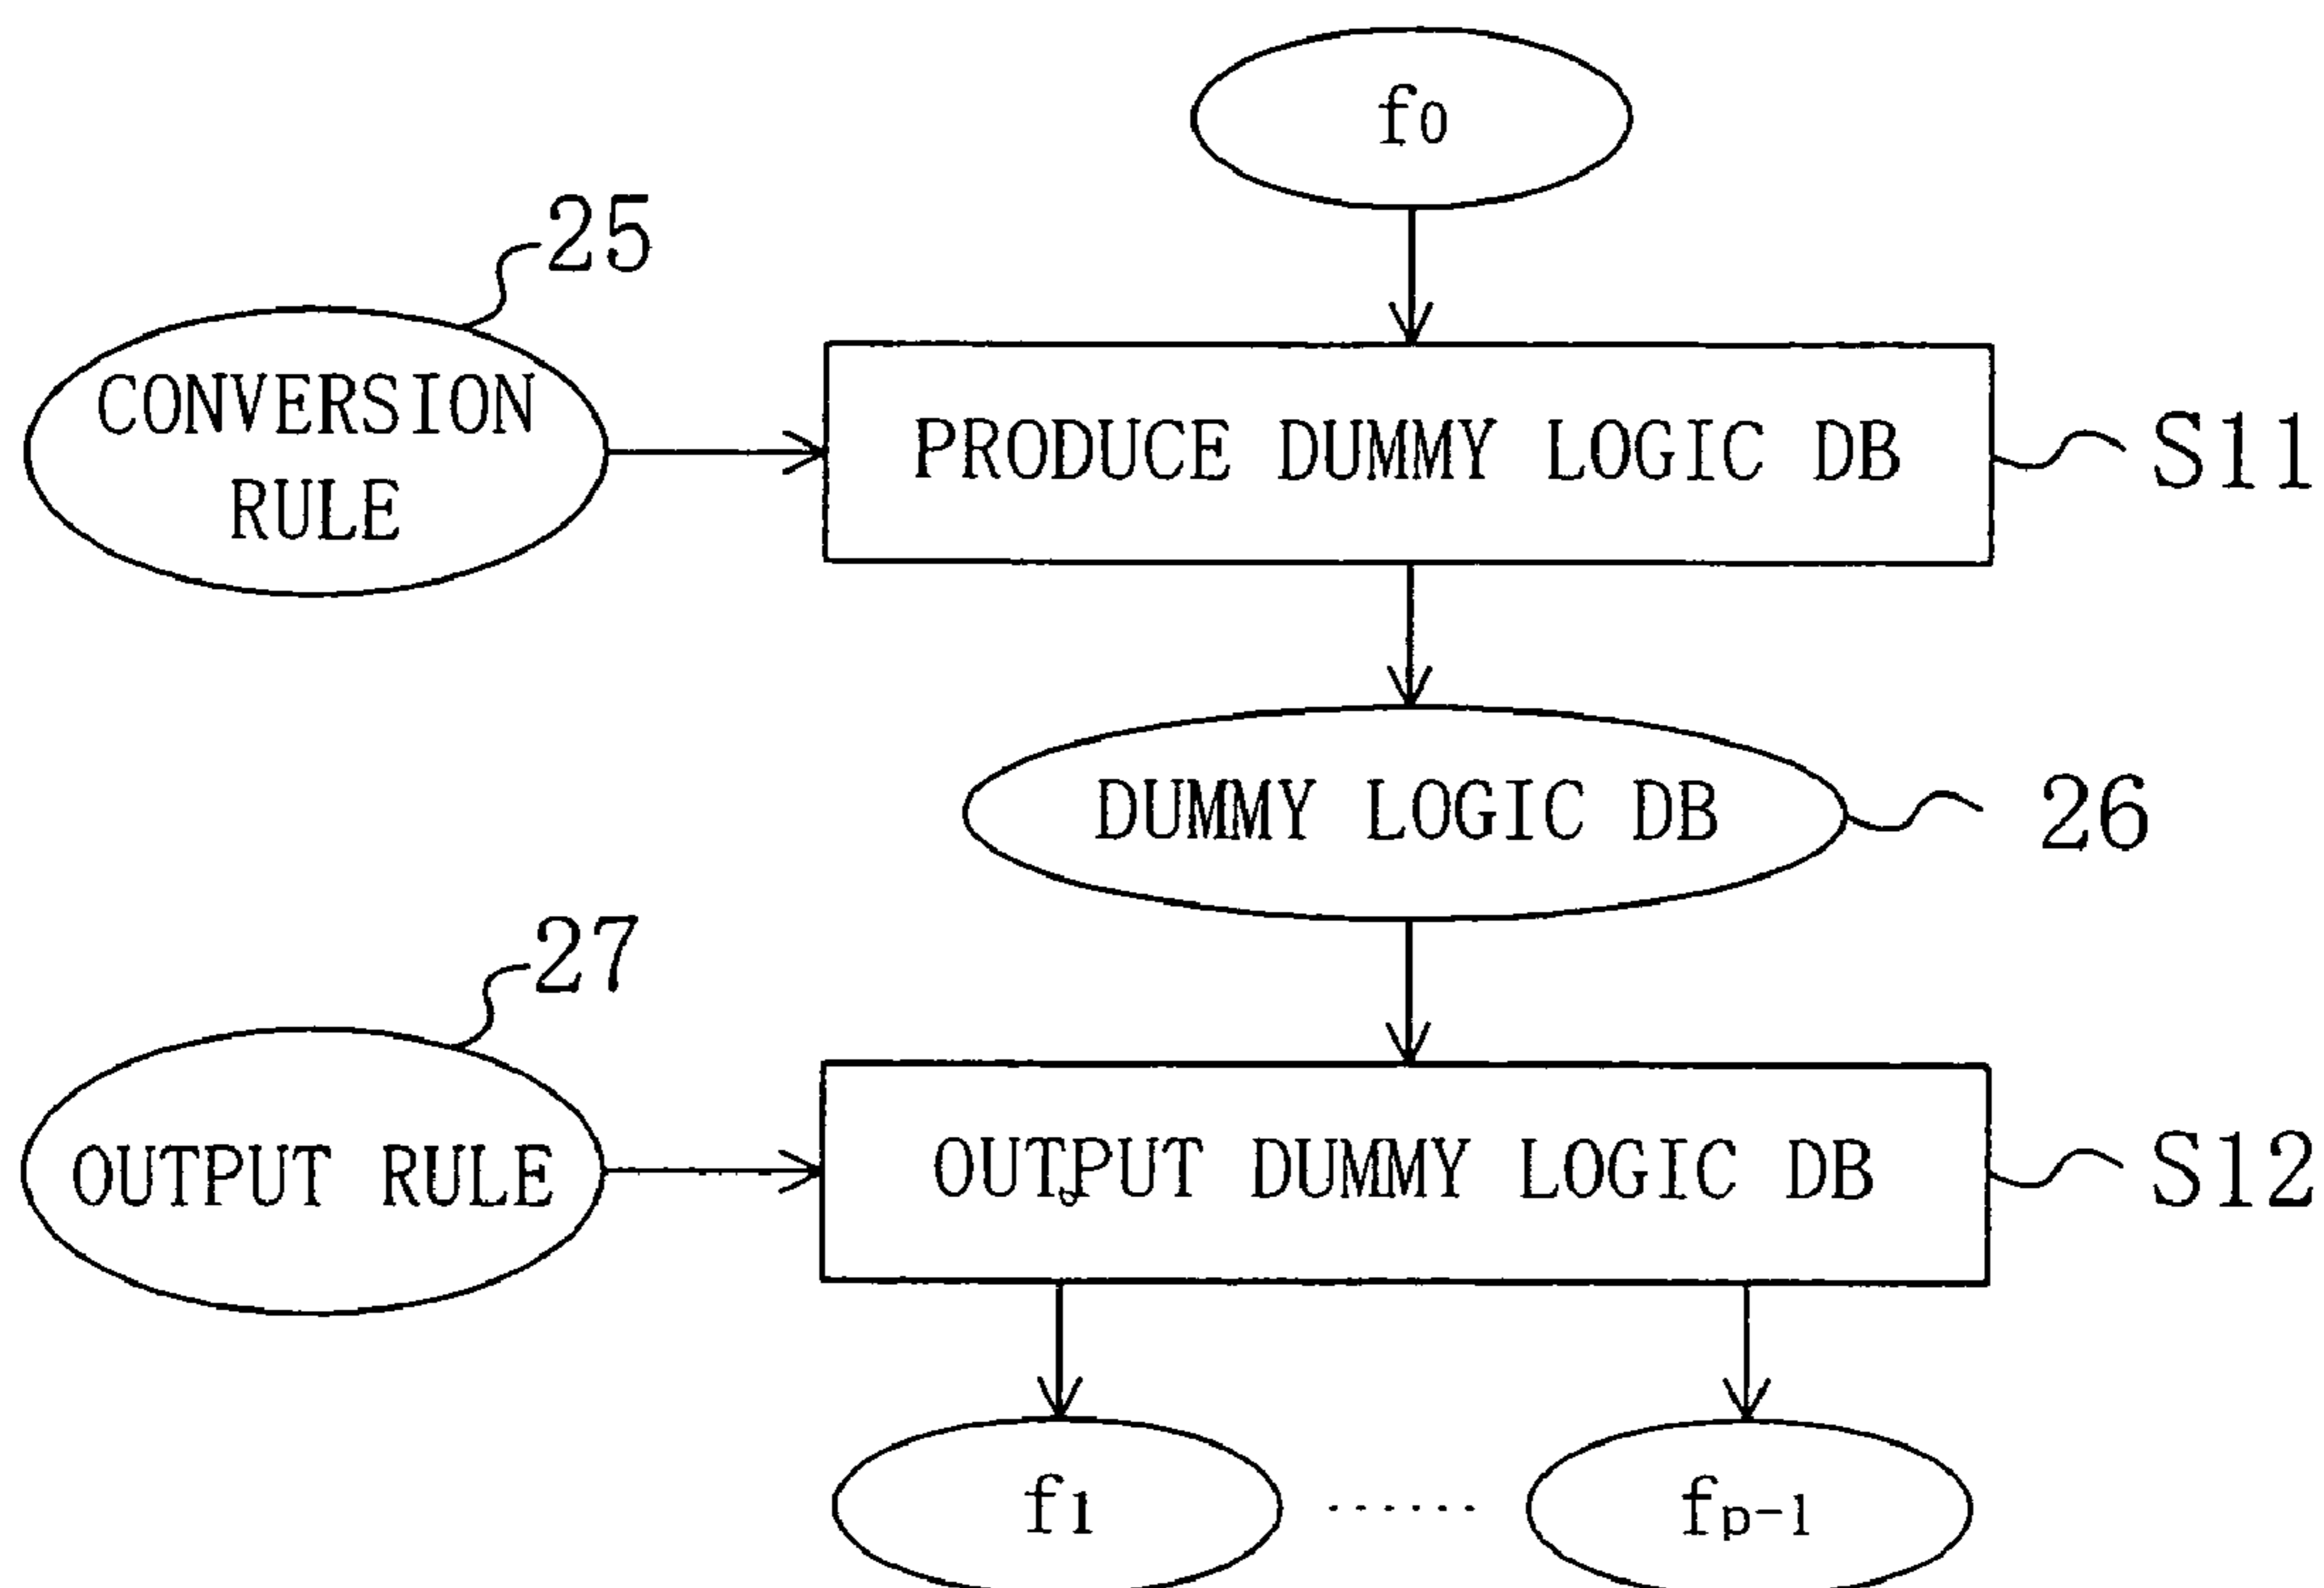 f0
25
CONVERSION
RULE
PRODUCE DUMMY LOGIC DB
S11
DUMMY LOGIC DB
26
27
OUTPUT RULE
OUTPUT DUMMY LOGIC DB
S12
f1
......
fp-1